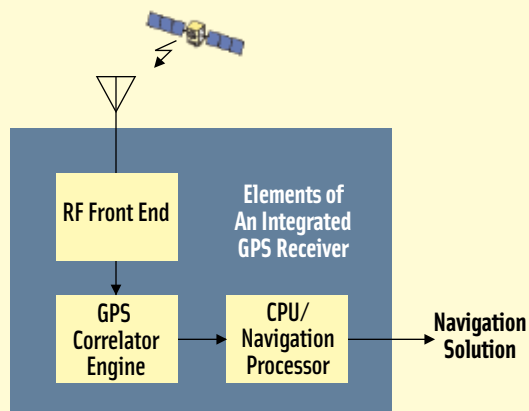 RF Front End
Elements of
An Integrated
GPS Receiver
GPS
Correlator
Engine
CPU/
Navigation
Processor
Navigation
Solution